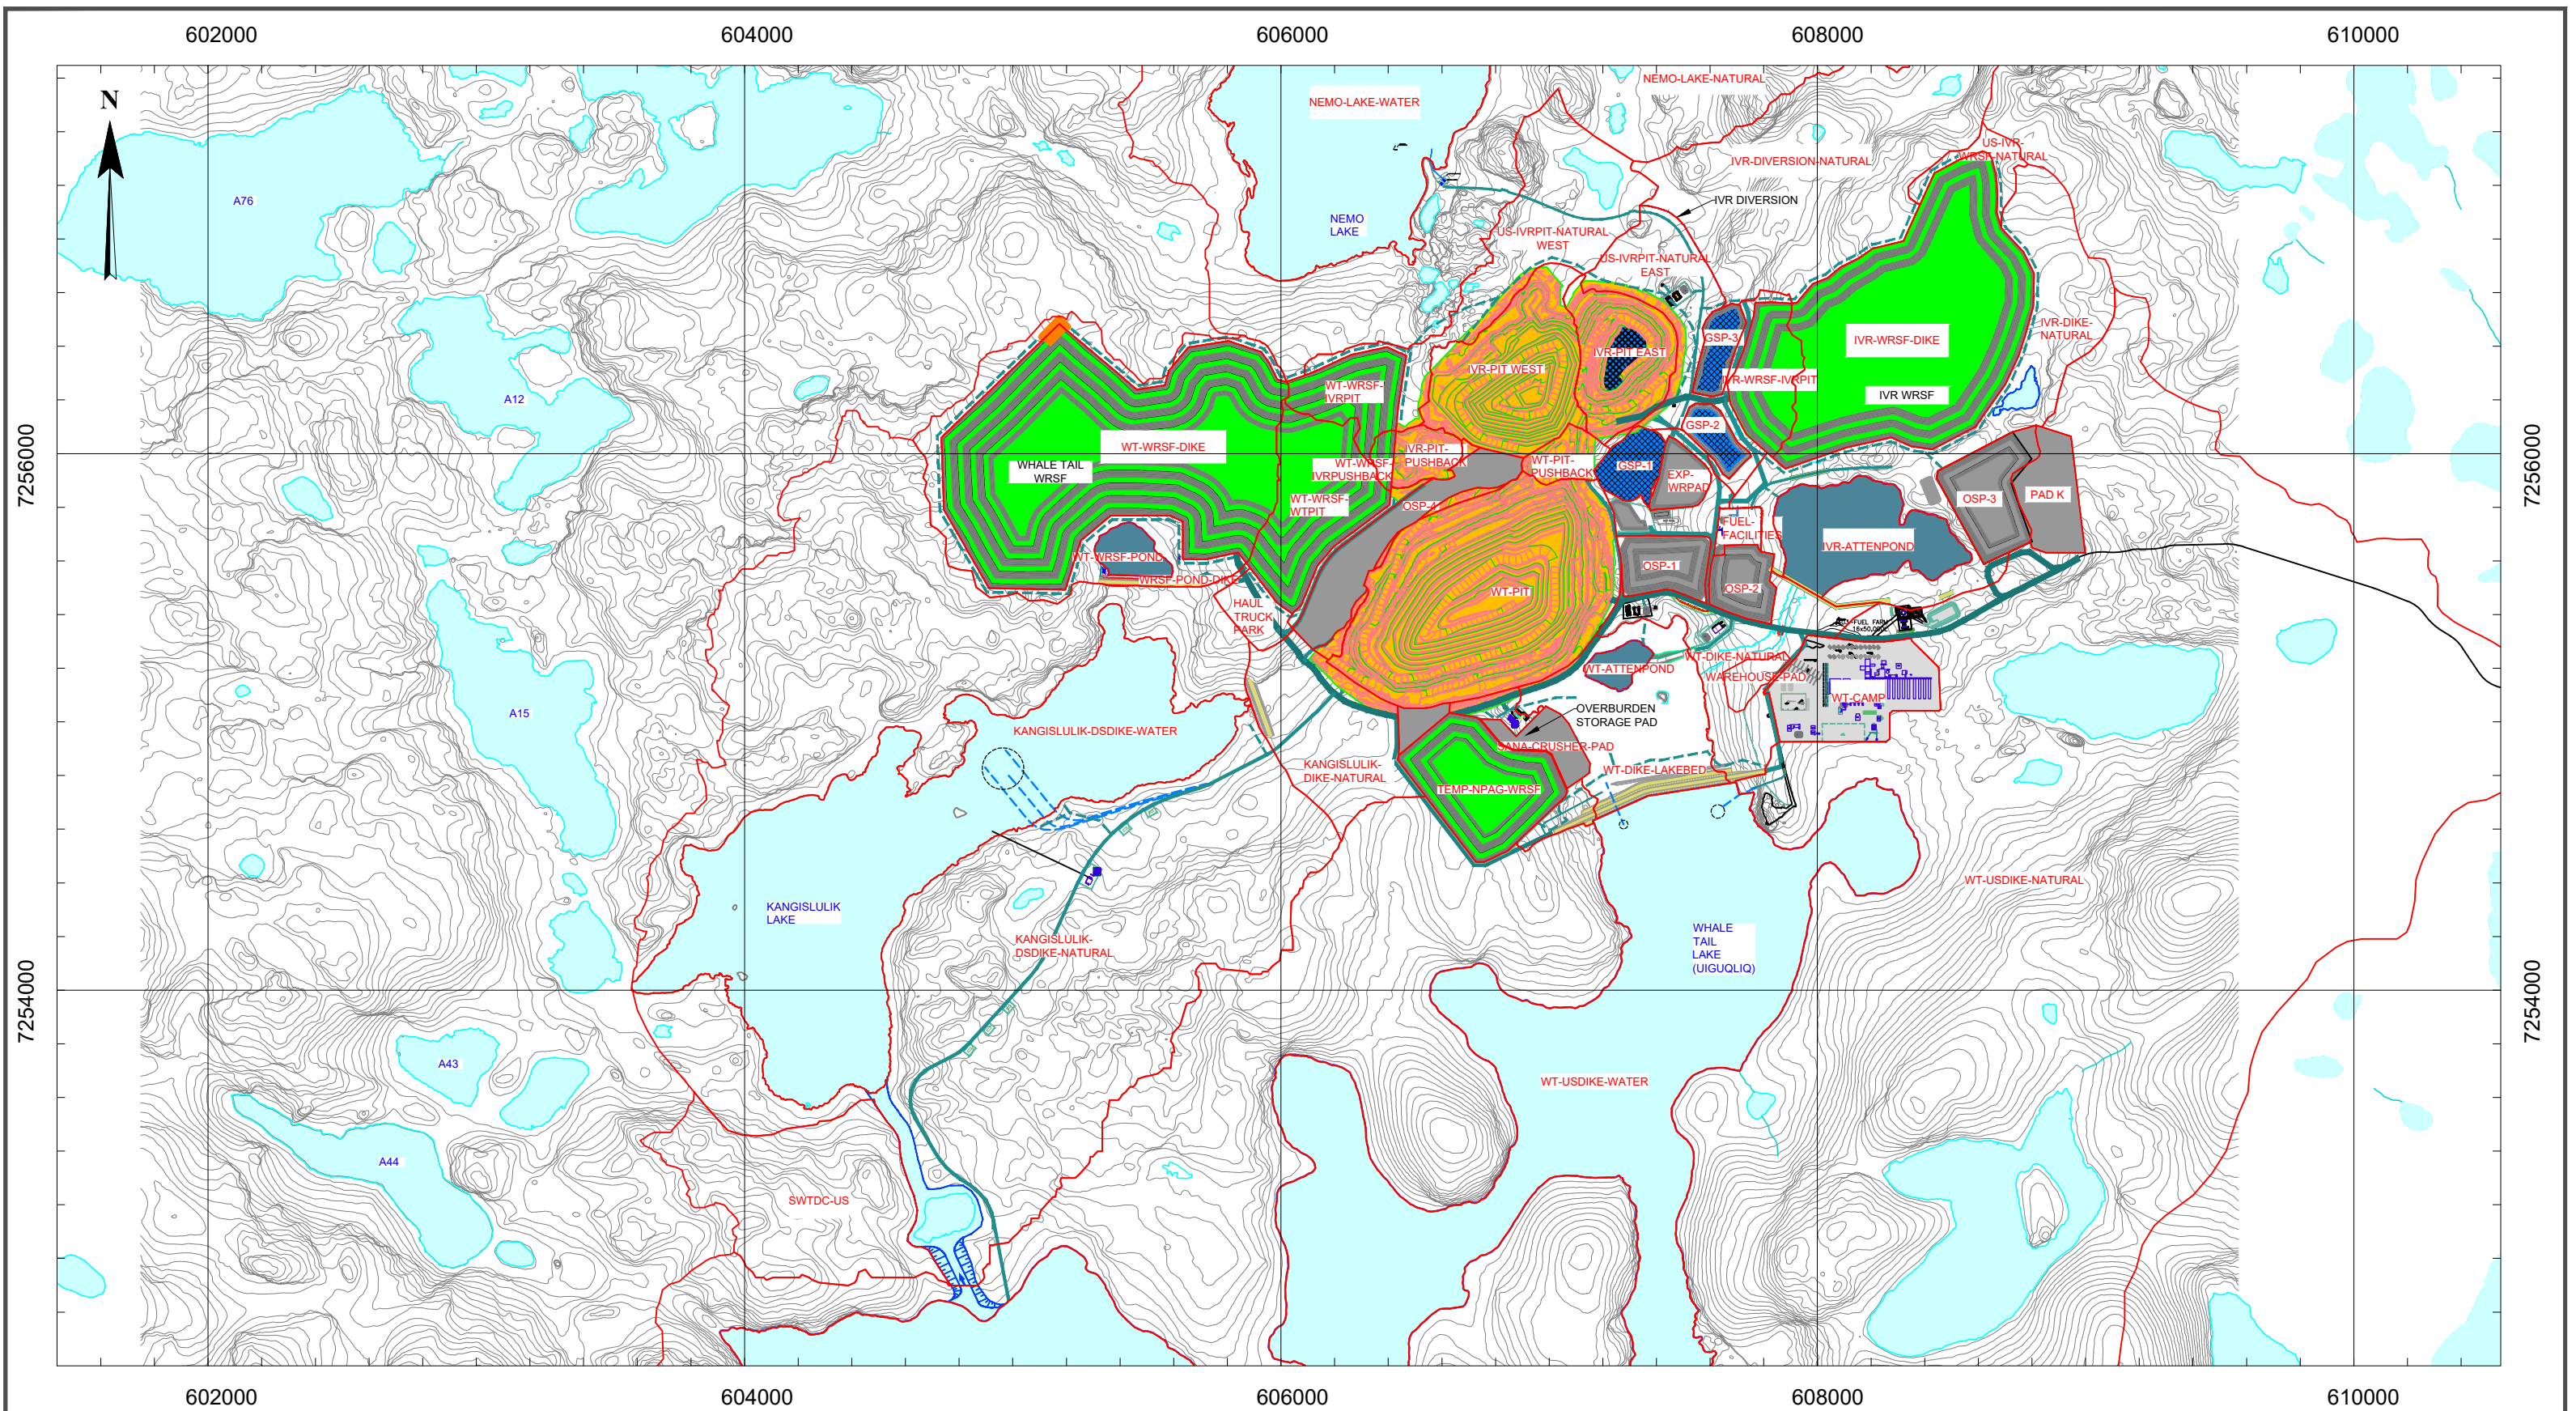 602000
604000
606000
608000
610000
N
NEMO-LAKE-NATURAL
NEMO-LAKE-WATER
US-IVR-
WRSF-NATURAL
IVR-DIVERSION-NATURAL
A76
IVR DIVERSION
NEMO
LAKE
US-IVRPIT-NATURAL
WEST
US-IVRPIT-NATURAL
EAST
IVR-DIKE-
NATURAL
GSP-3
IVR-WRSF-DIKE
IVR-PIT EAST
IVR-PIT WEST
IVR-WRSF-IVRPIT
WT-WRSF-
IVRPIT
IVR WRSF
A12
GSP-2
7256000
7256000
WT-WRSF-DIKE
IVR-PIT-
PUSHBACK
WT-WRSF-
IVRPUSHBACK
WT-PIT-
PUSHBACK
GSP-1
WHALE TAIL
WRSF
EXP-
WRPAD
OSP-3
PAD K
WT-WRSF-
WTPIT
OSP-4
FUEL-
FACILITIES
IVR-ATTENPOND
WT-WRSF-POND
OSP-1
WRSF-POND-DIKE
OSP-2
WT-PIT
HAUL
TRUCK
PARK
FUEL FARM
16x50,000L
WT-DIKE-NATURAL
WT-ATTENPOND
WAREHOUSE-PAD
WT-CAMP
A15
OVERBURDEN
STORAGE PAD
KANGISLULIK-DSDIKE-WATER
SANA-CRUSHER-PAD
KANGISLULIK-
DIKE-NATURAL
WT-DIKE-LAKEBED
TEMP-NPAG-WRSF
WT-USDIKE-NATURAL
KANGISLULIK
LAKE
WHALE
TAIL
LAKE
(UIGUQLIQ)
KANGISLULIK-
DSDIKE-NATURAL
7254000
7254000
A43
WT-USDIKE-WATER
A44
SWTDC-US
602000
604000
606000
608000
610000